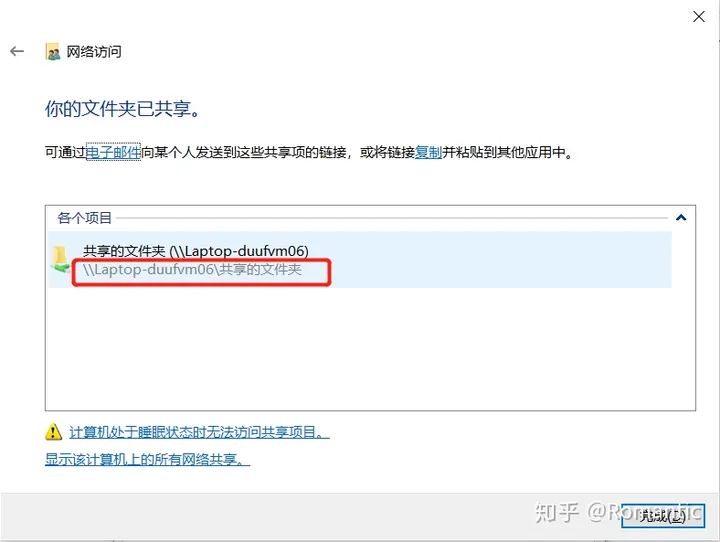 网络访问
你的文件夹已共享。
可通过电子邮件向某个人发送到这些共享项的链接，或将链接复制并粘贴到其他应用中。
各个项目
共享的文件夹 (\\Laptop-duufvm06)
\\Laptop-duufvm06\共享的文件夹
计算机处于睡眠状态时无法访问共享项目。
显示该计算机上的所有网络共享。
完成(D)
知乎 @Romantic